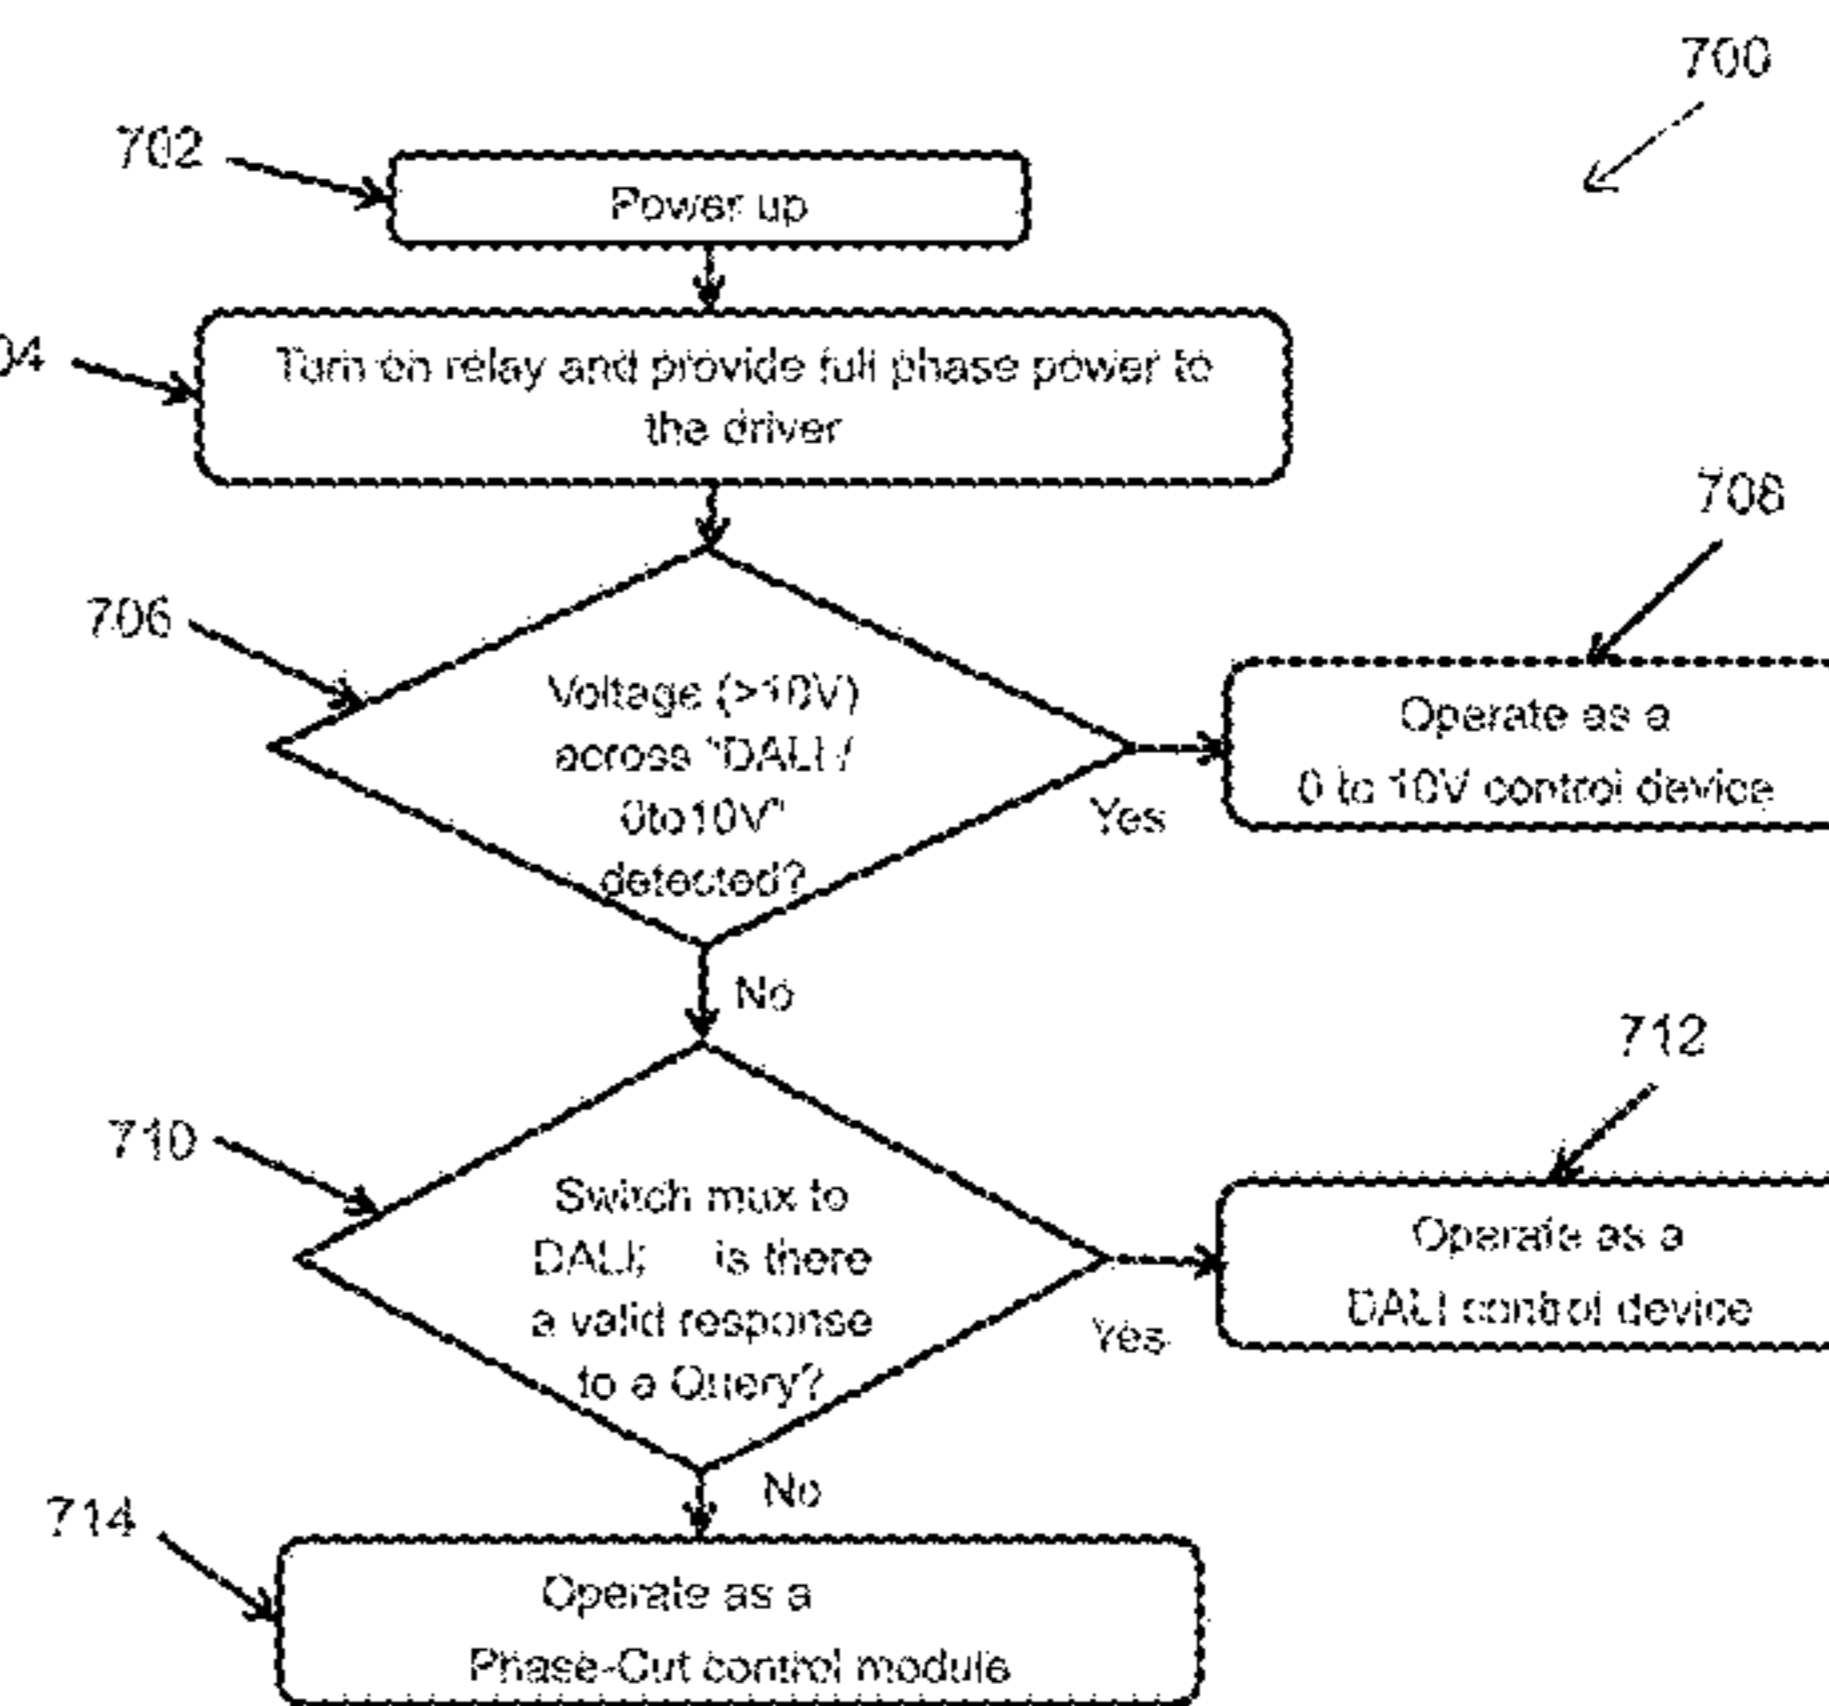 700
702
Power up
04
Turn on relay and provide full phase power to
the driver
706
Voltage (>10V)
across "DALI /
0to10V"
detected?
Yes
708
Operate as a
0 to 10V control device
No
710
Switch mux to
DALI; is there
a valid response
to a Query?
Yes
712
Operate as a
DALI control device
No
714
Operate as a
Phase-Cut control module